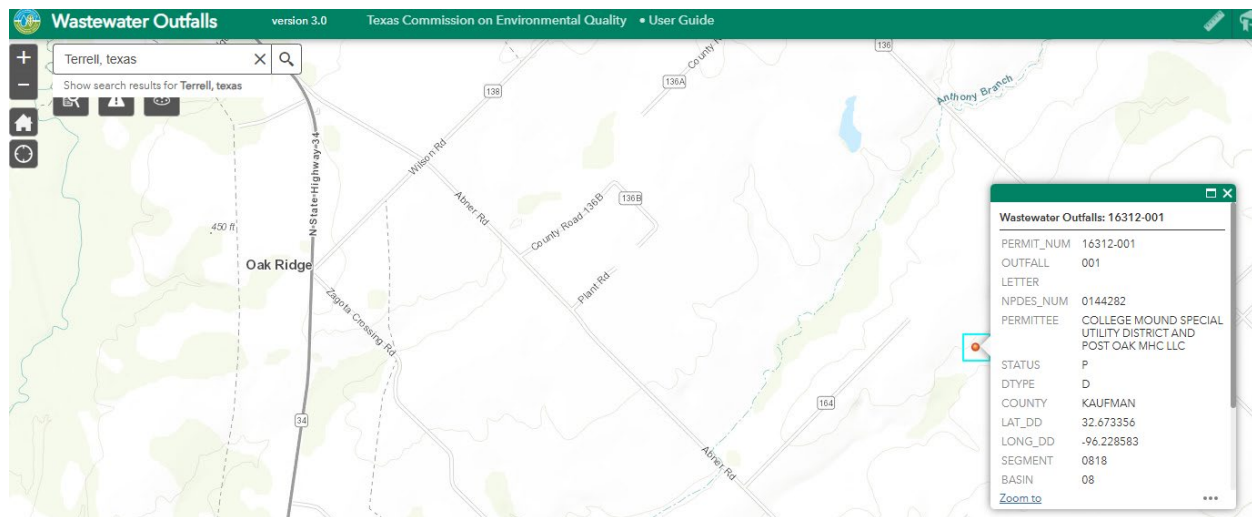 Wastewater Outfalls
version 3.0
Texas Commission on Environmental Quality • User Guide
+
Terrell, texas
−
Show search results for Terrell, texas
138
136A
136
Anthony Branch
Wilson Rd
N-State-Highway-34
Abner Rd
136B
County Road 136B
450 ft
Oak Ridge
Plant Rd
Zagota Crossing Rd
34
164
Abner Rd
Wastewater Outfalls: 16312-001
PERMIT_NUM 16312-001
OUTFALL 001
LETTER
NPDES_NUM 0144282
PERMITTEE COLLEGE MOUND SPECIAL
UTILITY DISTRICT AND
POST OAK MHC LLC
STATUS P
DTYPE D
COUNTY KAUFMAN
LAT_DD 32.673356
LONG_DD -96.228583
SEGMENT 0818
BASIN 08
Zoom to